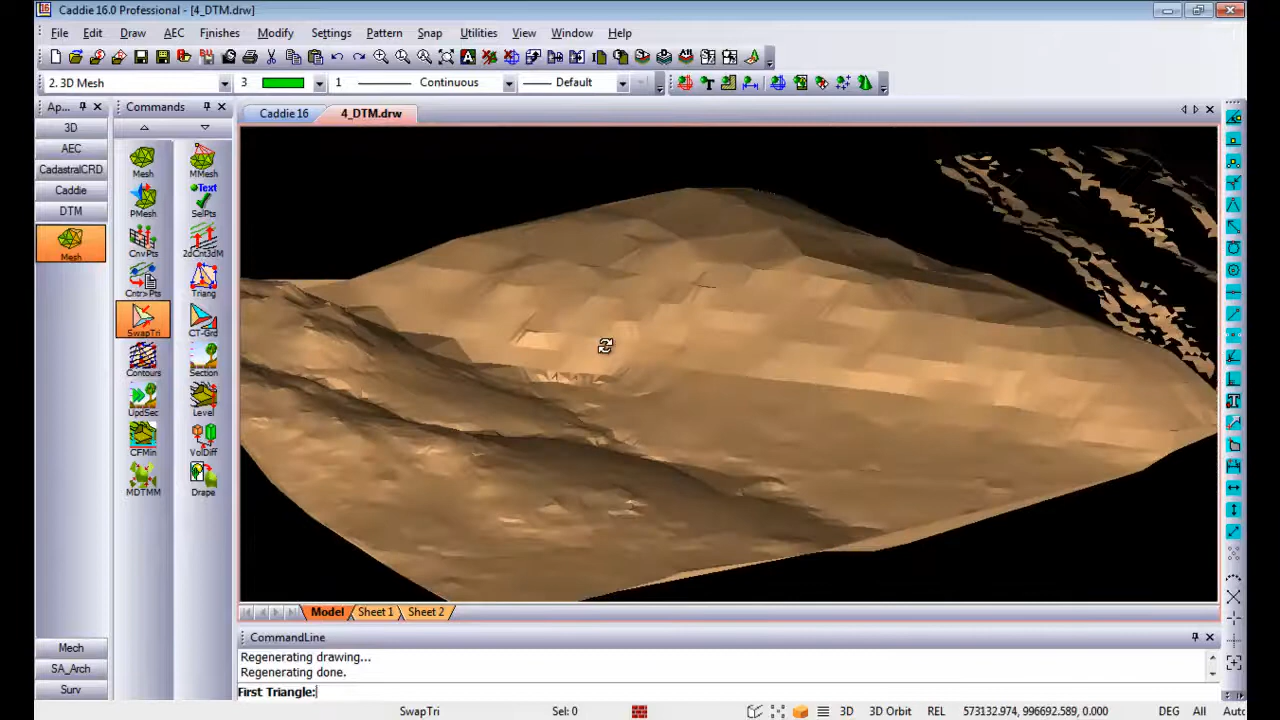 Caddie 16.0 Professional - [4_DTM.drw]
File Edit Draw AEC Finishes Modify Settings Pattern Snap Utilities View Window Help
2. 3D Mesh 3 1 Continuous Default
Ap... Commands Caddie 16 4_DTM.drw
3D
AEC
CadastralCRD
Caddie
DTM
Mesh
Mesh MMesh
Text
PMesh SelPts
CnvPts 2dCnt3dM
Cntr>Pts Triang
SwapTri CT-Grd
Contours Section
UpdSec Level
CFMin VolDiff
MDTMM Drape
Model Sheet 1 Sheet 2
Mech
SA_Arch
Surv
CommandLine
Regenerating drawing...
Regenerating done.
First Triangle:
SwapTri Sel: 0 3D 3D Orbit REL 573132.974, 996692.589, 0.000 DEG All Auto